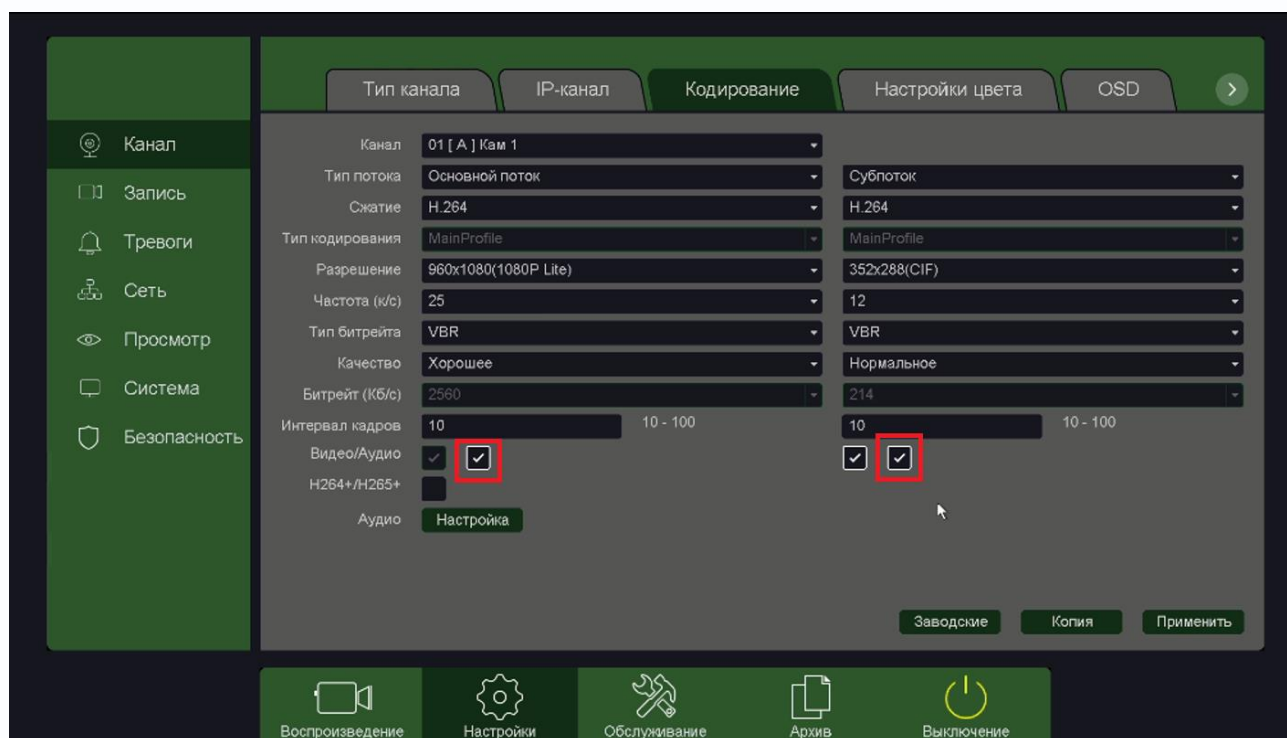 Тип канала IP-канал Кодирование Настройки цвета OSD
Канал
Запись
Тревоги
Сеть
Просмотр
Система
Безопасность
Канал 01 [ A ] Кам 1
Тип потока Основной поток Субпоток
Сжатие H.264 H.264
Тип кодирования MainProfile MainProfile
Разрешение 960x1080(1080P Lite) 352x288(CIF)
Частота (к/с) 25 12
Тип битрейта VBR VBR
Качество Хорошее Нормальное
Битрейт (Кб/с) 2560 214
Интервал кадров 10 10 - 100 10 10 - 100
Видео/Аудио
H264+/H265+
Аудио Настройка
Заводские Копия Применить
Воспроизведение Настройки Обслуживание Архив Выключение